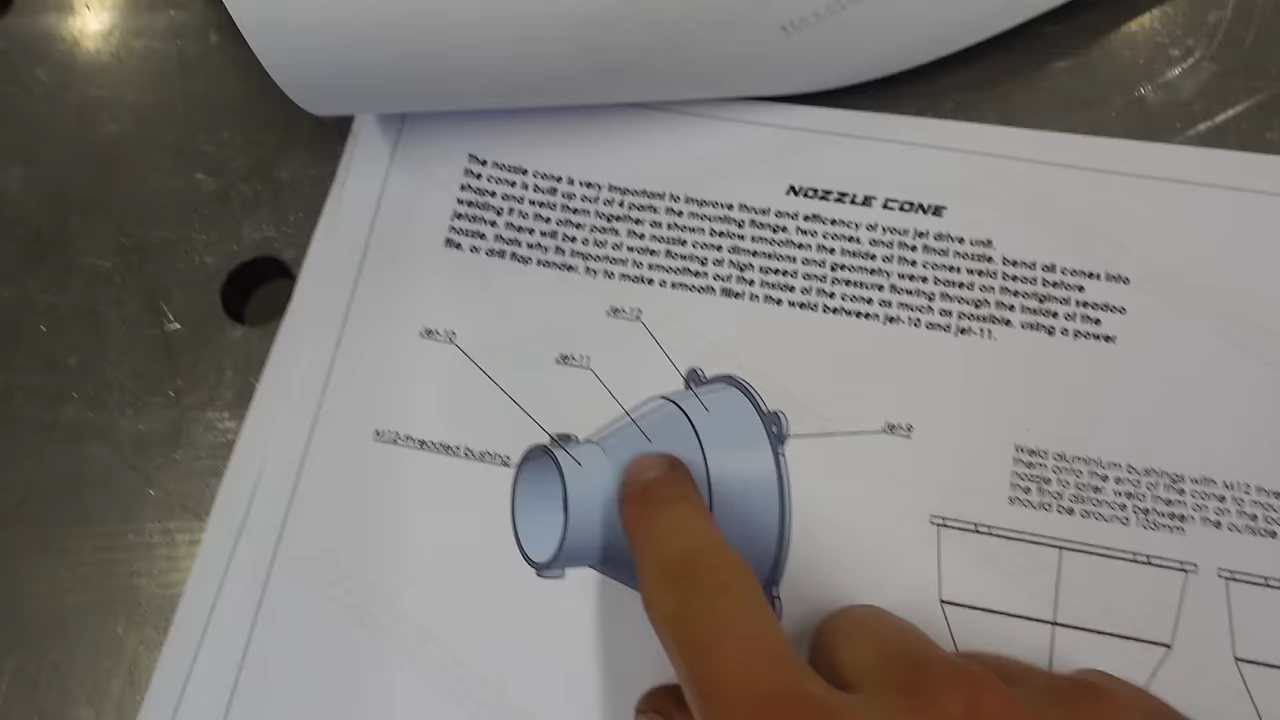 NOZZLE CONE
The nozzle cone is very important to improve thrust and efficency of your jet drive unit.
the cone is built up out of 4 parts: the mounting flange, two cones, and the final nozzle, bend all cones into
shape and weld them together as shown below smoothen the inside of the cones weld bead before
welding it to the other parts. the nozzle cone dimensions and geomerty were based on theoriginal seadoo
jetdrive, there will be a lot of water flowing at high speed and pressure flowing through the inside of the
nozzle, thats why its important to smoothen out the inside of the cone as much as possible, using a power
file, or drill flap sander, try to make a smooth fillet in the weld between jet-10 and jet-11.
Jet-12
Jet-10
Jet-11
Jet-9
M12-threaded bushing
Weld aluminium bushings with M12 thre
them onto the end of the cone to mou
nozzle to later. weld them on on the
the final distance between the outside
should be around 106mm